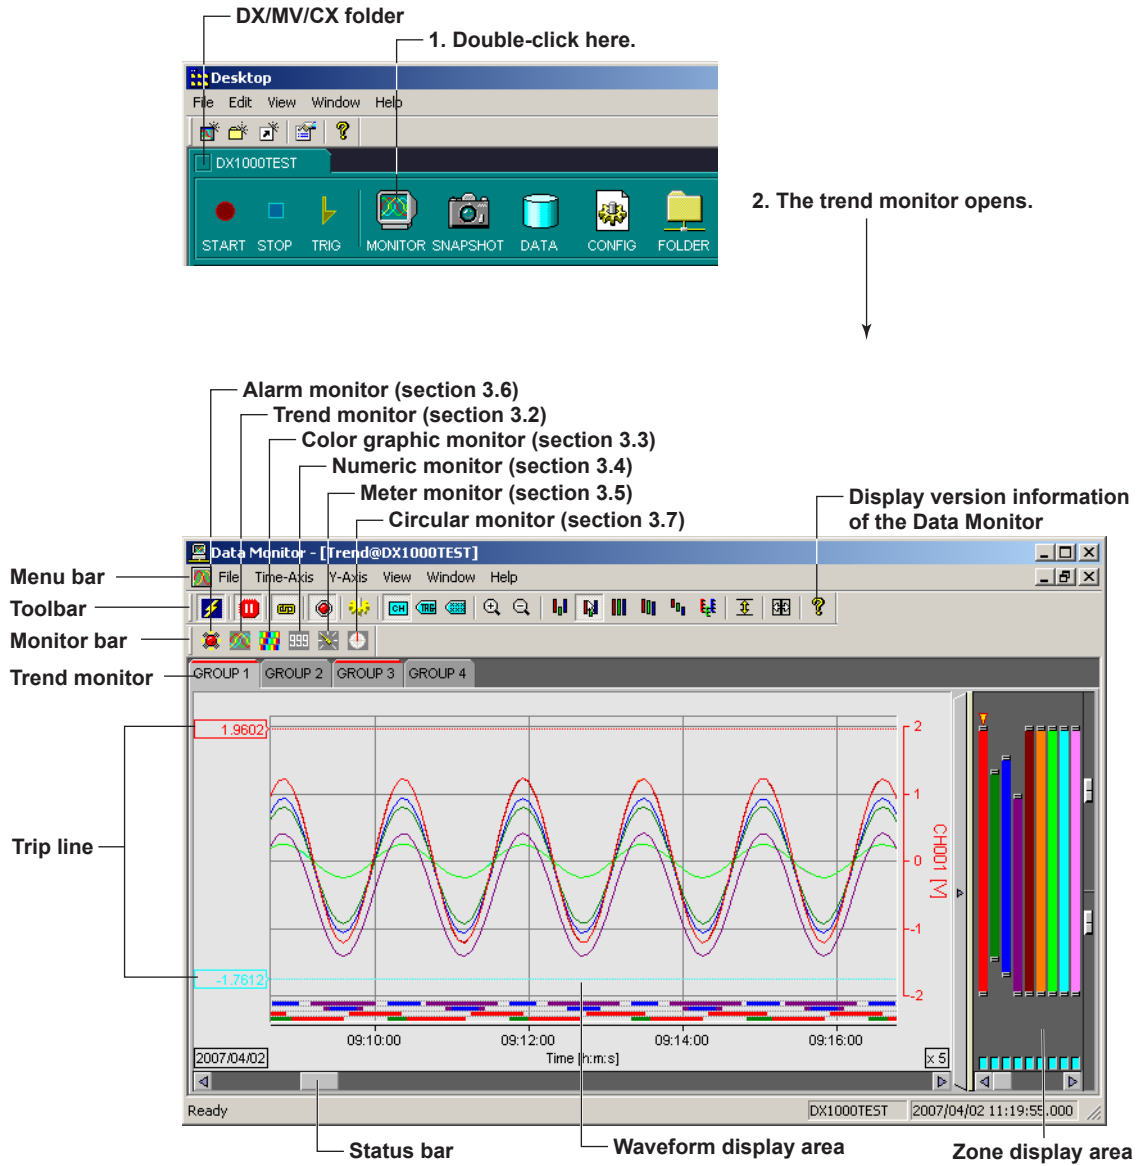 DX/MV/CX folder
1. Double-click here.
Desktop
File Edit View Window Help
DX1000TEST
START STOP TRIG MONITOR SNAPSHOT DATA CONFIG FOLDER
2. The trend monitor opens.
Alarm monitor (section 3.6)
Trend monitor (section 3.2)
Color graphic monitor (section 3.3)
Numeric monitor (section 3.4)
Meter monitor (section 3.5)
Circular monitor (section 3.7)
Display version information
of the Data Monitor
Data Monitor - [Trend@DX1000TEST]
Menu bar
File Time-Axis Y-Axis View Window Help
Toolbar
CH TAG
Monitor bar
999
Trend monitor
GROUP 1 GROUP 2 GROUP 3 GROUP 4
1.9602
2
1
0
-1
-2
CH001 [V]
Trip line
-1.7612
09:10:00 09:12:00 09:14:00 09:16:00
2007/04/02
Time [h:m:s]
x 5
Ready
DX1000TEST
2007/04/02 11:19:55.000
Status bar
Waveform display area
Zone display area